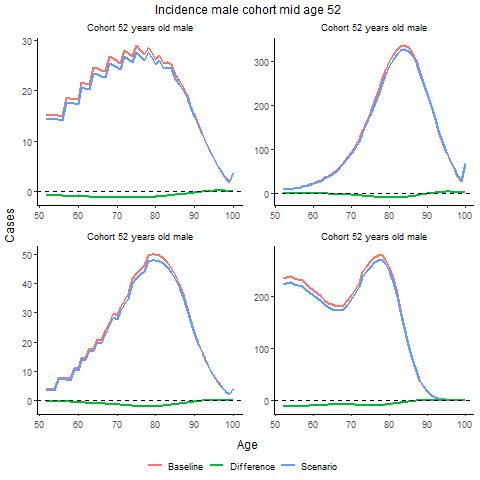 Incidence male cohort mid age 52
Cohort 52 years old male
Cohort 52 years old male
30
20
10
0
300
200
100
0
50 60 70 80 90 100
50 60 70 80 90 100
Cases
Cohort 52 years old male
Cohort 52 years old male
50
40
30
20
10
0
200
100
0
50 60 70 80 90 100
50 60 70 80 90 100
Age
Baseline Difference Scenario